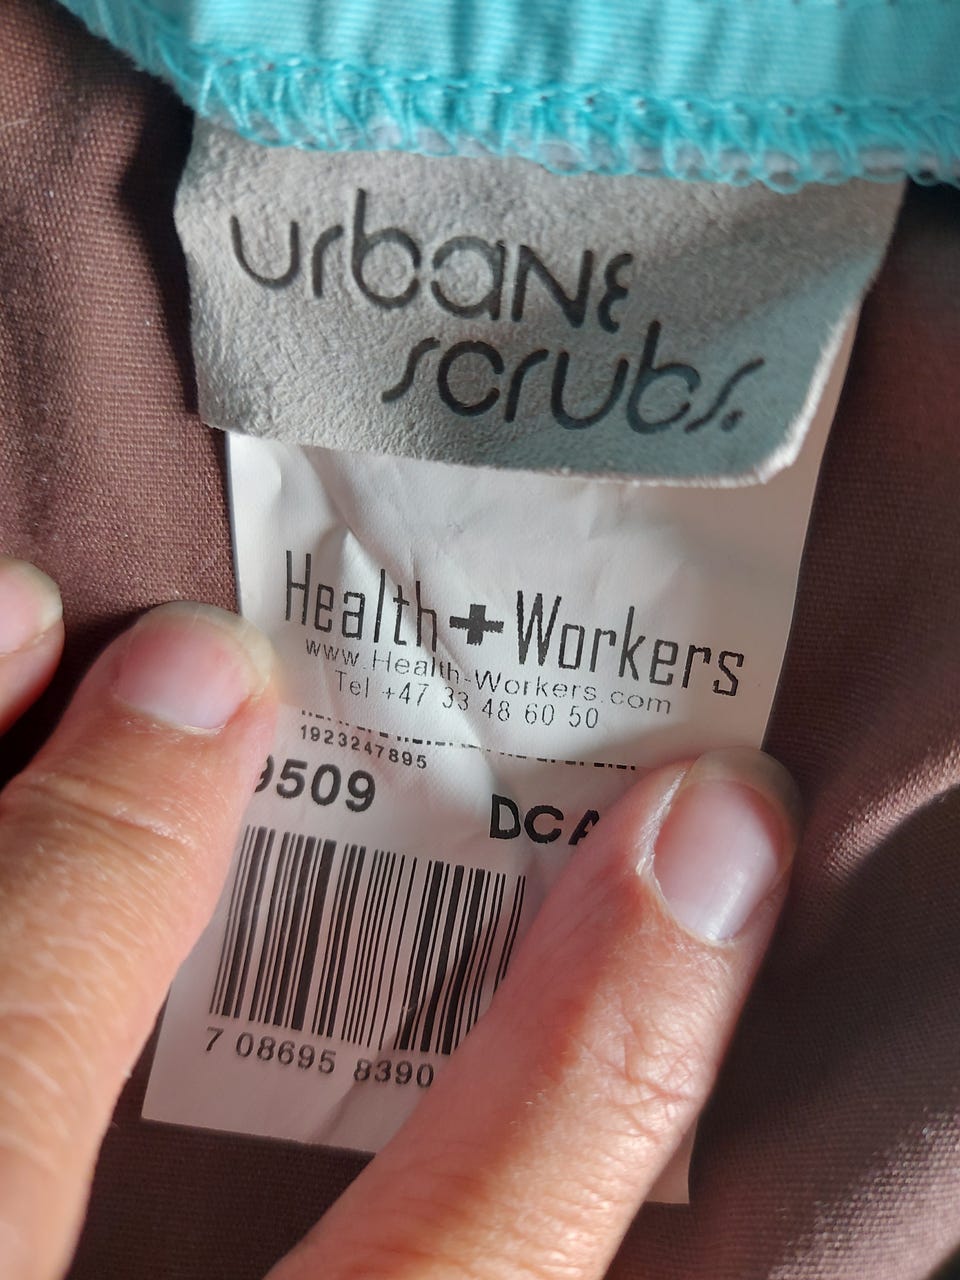 urbane
scrubs.
Health+Workers
www.Health-Workers.com
Tel +47 33 48 60 50
1923247895
9509 DCA
7 08695 8390